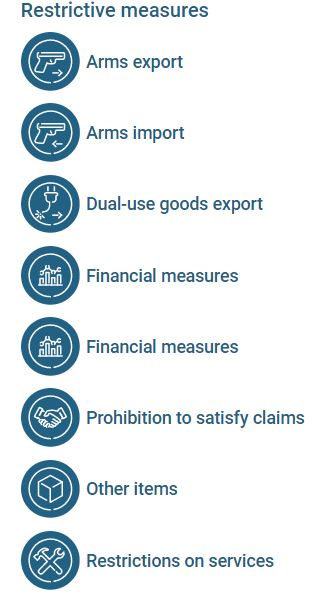 Restrictive measures
Arms export
Arms import
Dual-use goods export
Financial measures
Financial measures
Prohibition to satisfy claims
Other items
Restrictions on services